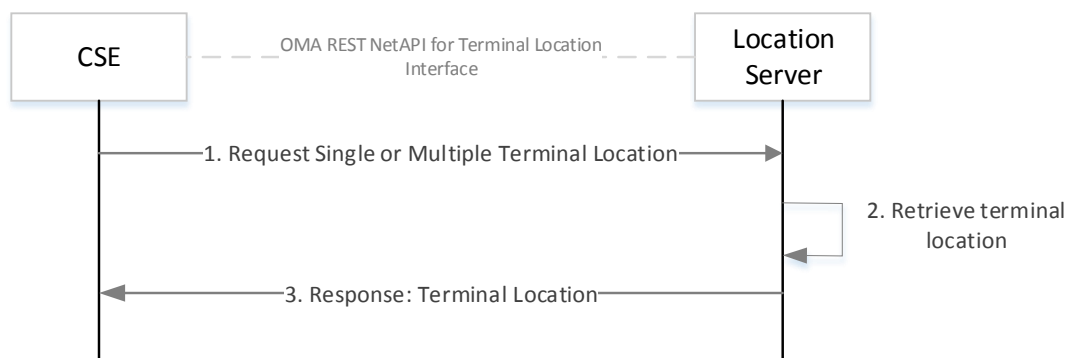 CSE
OMA REST NetAPI for Terminal Location
Interface
Location
Server
1. Request Single or Multiple Terminal Location
2. Retrieve terminal
location
3. Response: Terminal Location